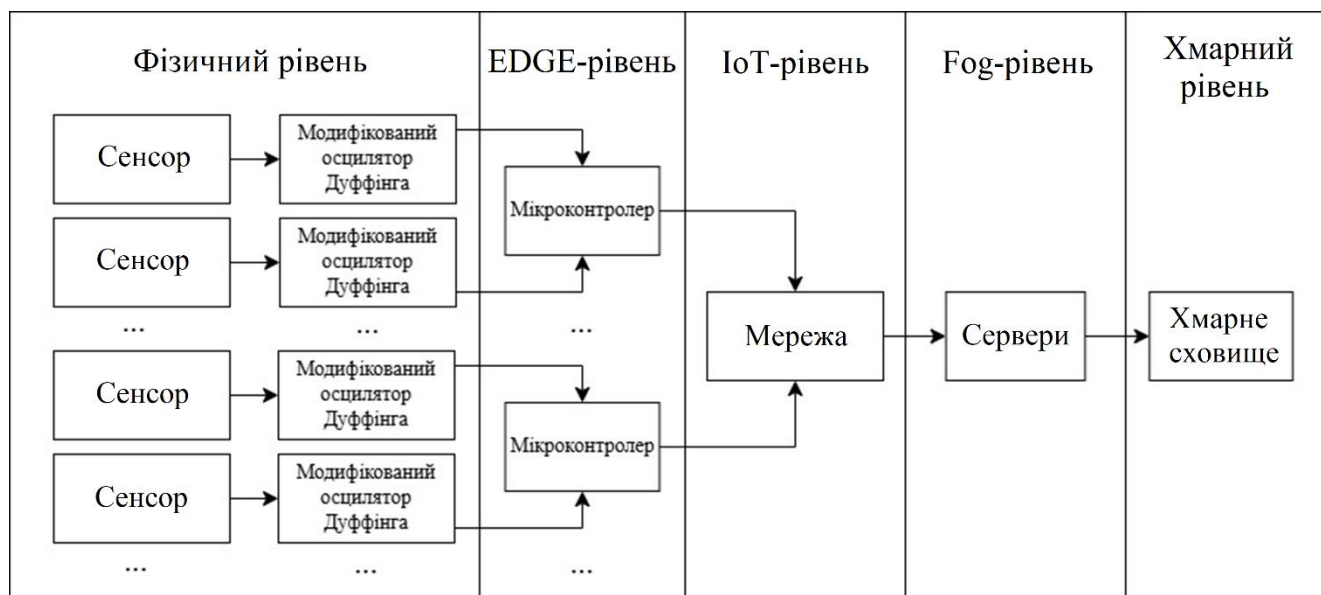 Фізичний рівень
EDGE-рівень
IoT-рівень
Fog-рівень
Хмарний
рівень
Сенсор
Модифікований
осцилятор
Дуффінга
Мікроконтролер
Сенсор
Модифікований
осцилятор
Дуффінга
...
...
...
Мережа
Сервери
Хмарне
сховище
Сенсор
Модифікований
осцилятор
Дуффінга
Мікроконтролер
Сенсор
Модифікований
осцилятор
Дуффінга
...
...
...